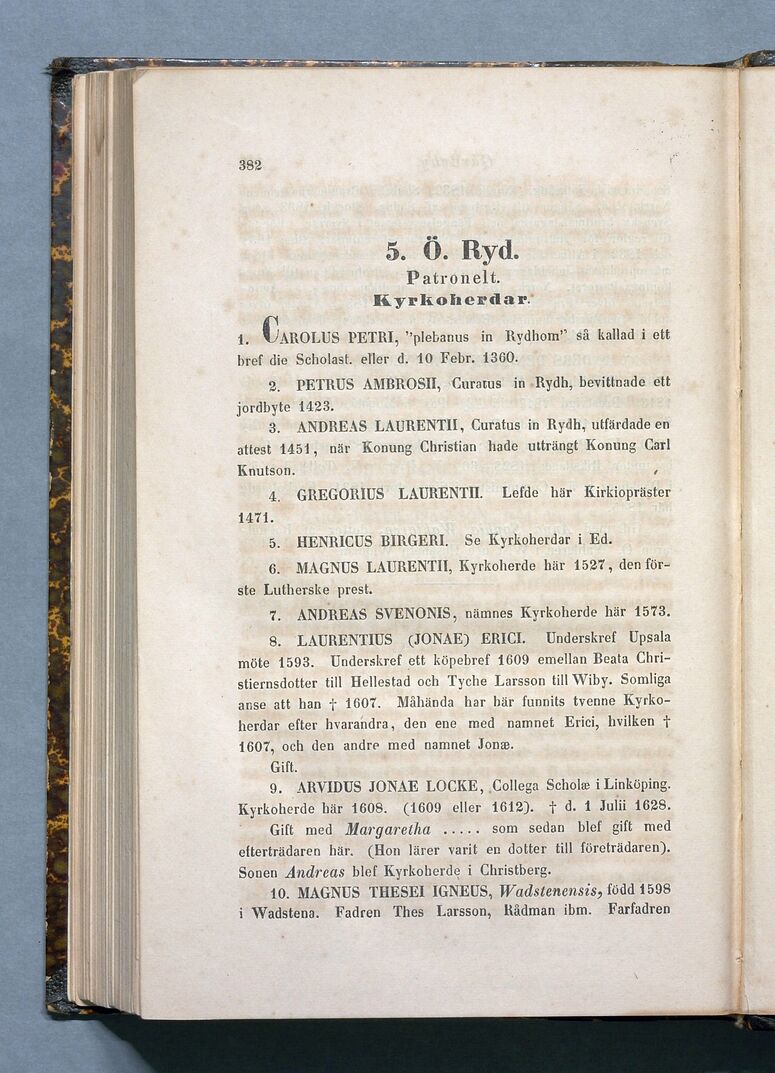 382
5. Ö. Ryd.
Patronelt.
Kyrkoherdar.
1. CAROLUS PETRI, "plebanus in Rydhom" så kallad i ett
bref die Scholast. eller d. 10 Febr. 1360.
2. PETRUS AMBROSII, Curatus in Rydh, bevittnade ett
jordbyte 1423.
3. ANDREAS LAURENTII, Curatus in Rydh, utfärdade en
attest 1451, när Konung Christian hade utträngt Konung Carl
Knutson.
4. GREGORIUS LAURENTII. Lefde här Kirkiopräster
1471.
5. HENRICUS BIRGERI. Se Kyrkoherdar i Ed.
6. MAGNUS LAURENTII, Kyrkoherde här 1527, den för-
ste Lutherske prest.
7. ANDREAS SVENONIS, nämnes Kyrkoherde här 1573.
8. LAURENTIUS (JONAE) ERICI. Underskref Upsala
möte 1593. Underskref ett köpebref 1609 emellan Beata Chri-
stiernsdotter till Hellestad och Tyche Larsson till Wiby. Somliga
anse att han † 1607. Måhända har här funnits tvenne Kyrko-
herdar efter hvarandra, den ene med namnet Erici, hvilken †
1607, och den andre med namnet Jonæ.
Gift.
9. ARVIDUS JONAE LOCKE, Collega Scholæ i Linköping.
Kyrkoherde här 1608. (1609 eller 1612). † d. 1 Julii 1628.
Gift med Margaretha ..... som sedan blef gift med
efterträdaren här. (Hon lärer varit en dotter till företrädaren).
Sonen Andreas blef Kyrkoherde i Christberg.
10. MAGNUS THESEI IGNEUS, Wadstenensis, född 1598
i Wadstena. Fadren Thes Larsson, Rådman ibm. Farfadren